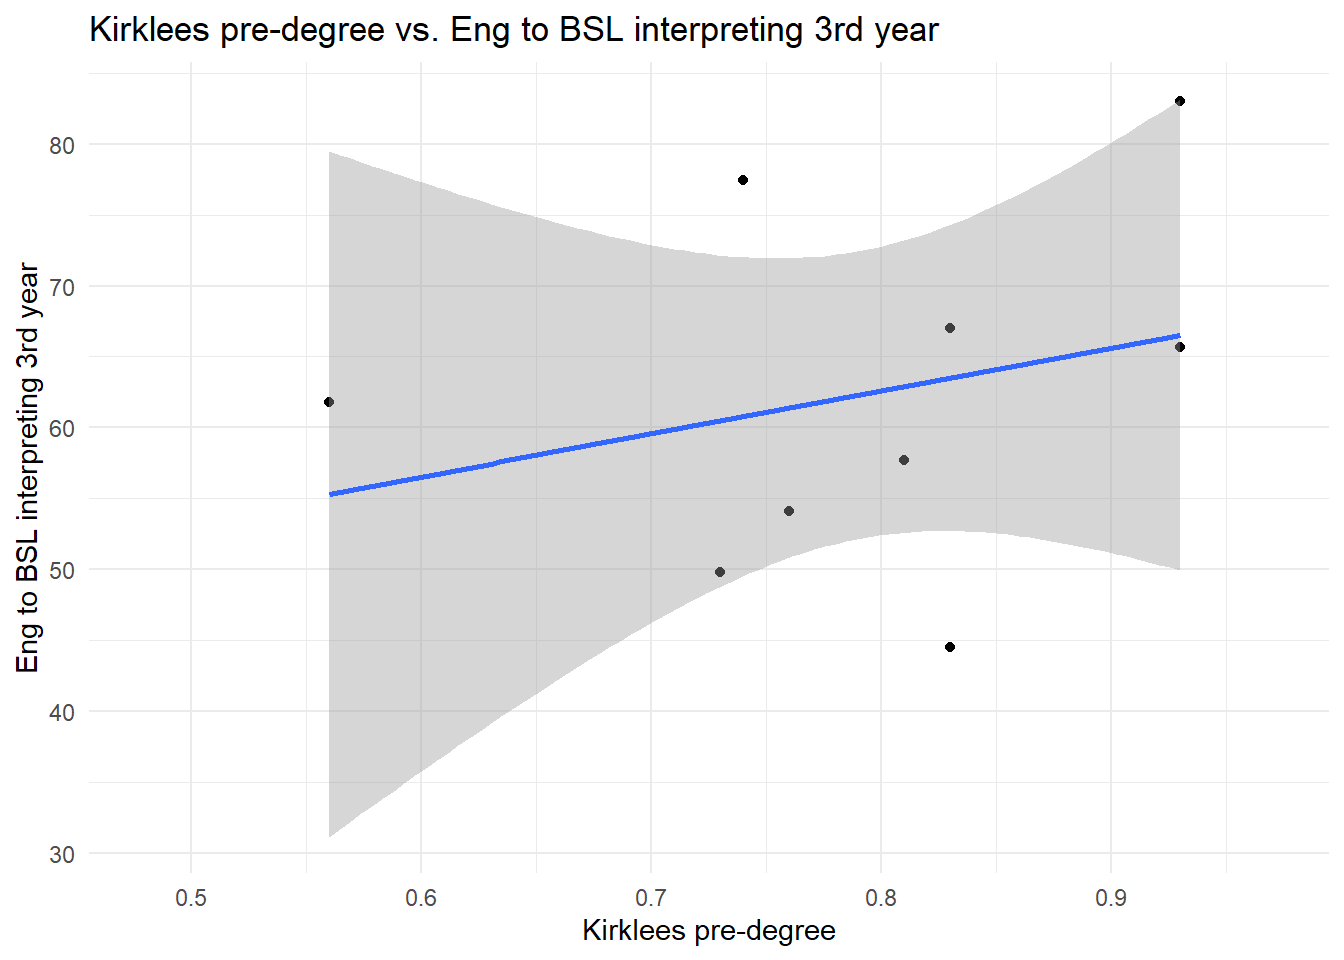 Kirklees pre-degree vs. Eng to BSL interpreting 3rd year
Eng to BSL interpreting 3rd year
80
70
60
50
40
30
0.5 0.6 0.7 0.8 0.9
Kirklees pre-degree